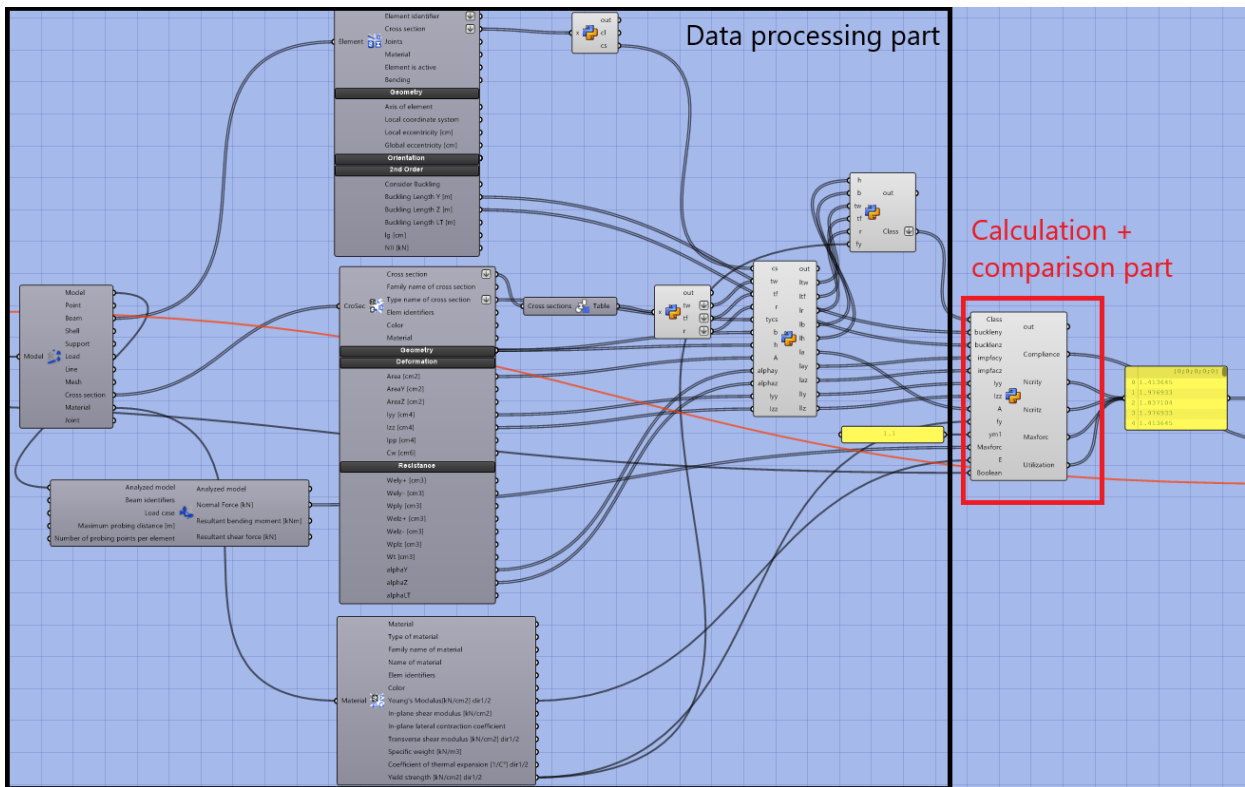 Data processing part
Calculation +
comparison part
Element
Element identifier
Cross section
Joints
Material
Element is active
Bending
Geometry
Axis of element
Local coordinate system
Local eccentricity [cm]
Global eccentricity [cm]
Orientation
2nd Order
Consider Buckling
Buckling Length Y [m]
Buckling Length Z [m]
Buckling Length LT [m]
NII [kN]
x
out
cl
cs
Model
Model
Point
Beam
Shell
Support
Load
Line
Mesh
Cross section
Material
Joint
Analyzed model
Beam identifiers
Load case
Maximum probing distance [m]
Number of probing points per element
Analyzed model
Normal Force [kN]
Resultant bending moment [kNm]
Resultant shear force [kN]
CroSec
Cross section
Family name of cross section
Type name of cross section
Elem identifiers
Color
Material
Geometry
Deformation
Area [cm2]
AreaY [cm2]
AreaZ [cm2]
Iyy [cm4]
Izz [cm4]
Ipp [cm4]
Cw [cm6]
Resistance
Wely+ [cm3]
Wely- [cm3]
Wply [cm3]
Welz+ [cm3]
Welz- [cm3]
Wplz [cm3]
Wt [cm3]
alphaY
alphaZ
alphaLT
Material
Material
Type of material
Family name of material
Name of material
Elem identifiers
Color
Young's Modulus[kN/cm2] dir1/2
In-plane shear modulus [kN/cm2]
In-plane lateral contraction coefficient
Transverse shear modulus [kN/cm2] dir1/2
Specific weight [kN/m3]
Coefficient of thermal expansion [1/C°] dir1/2
Yield strength [kN/cm2] dir1/2
Cross sections
Table
x
out
tw
tf
r
cs
tw
tf
r
tycs
b
h
A
alphay
alphaz
Iyy
Izz
out
ltw
ltf
lr
lb
lh
la
lay
laz
h
b
tw
tf
r
fy
out
Class
1.1
Class
buckleny
bucklenz
impfacy
impfacz
Iyy
Izz
A
fy
ym1
Maxforc
E
Boolean
out
Compliance
Ncrity
Ncritz
Maxforc
Utilization
{0;0;0;0;0}
0 1.413645
1 1.976933
2 1.837104
3 1.976933
4 1.413645